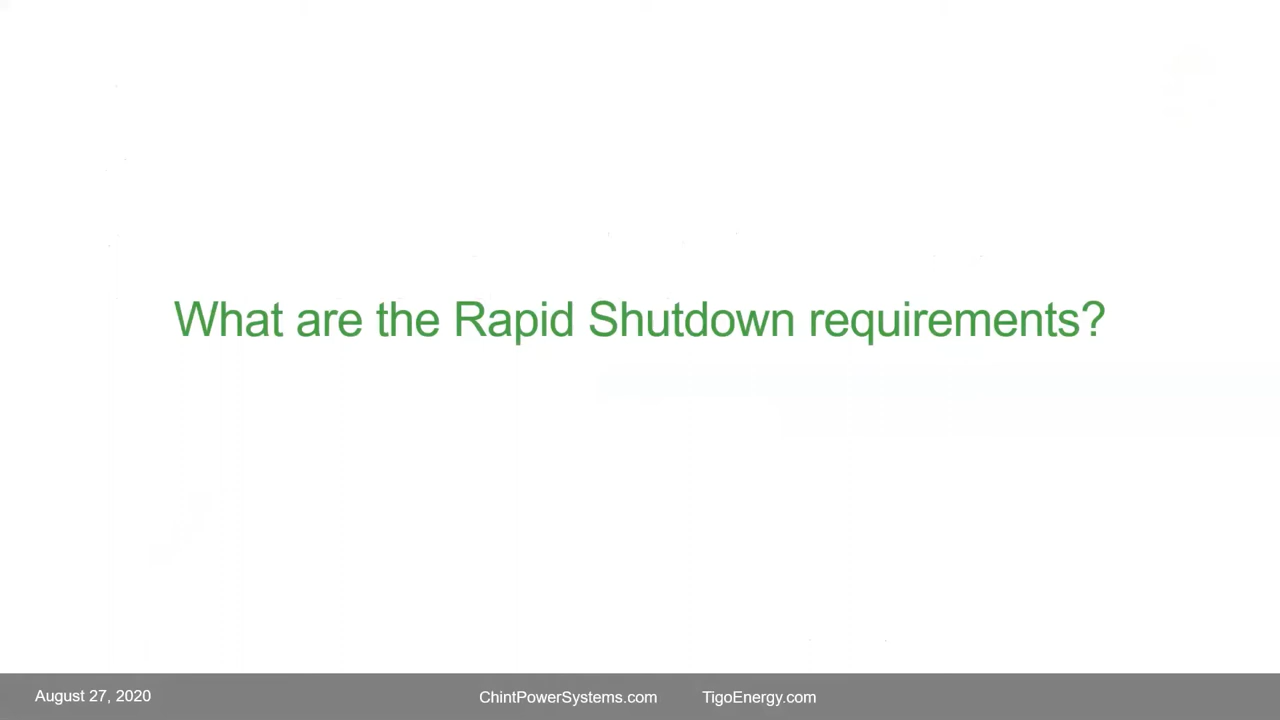 What are the Rapid Shutdown requirements?
August 27, 2020
ChintPowerSystems.com
TigoEnergy.com